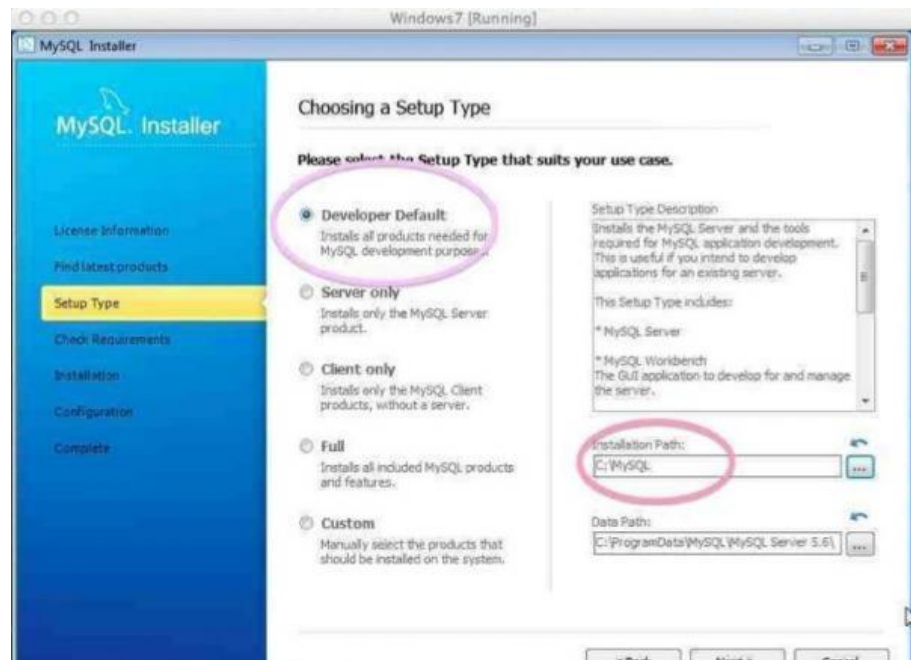 Windows7 [Running]
MySQL Installer
MySQL. Installer
License Information
Find latest products
Setup Type
Check Requirements
Installation
Configuration
Complete
Choosing a Setup Type
Please select the Setup Type that suits your use case.
Developer Default
Installs all products needed for
MySQL development purpose...
Server only
Installs only the MySQL Server
product.
Client only
Installs only the MySQL Client
products, without a server.
Full
Installs all included MySQL products
and features.
Custom
Manually select the products that
should be installed on the system.
Setup Type Description
Installs the MySQL Server and the tools
required for MySQL application development.
This is useful if you intend to develop
applications for an existing server.
This Setup Type includes:
* MySQL Server
* MySQL Workbench
The GUI application to develop for and manage
the server.
Installation Path:
C:\MySQL
...
Data Path:
C:\ProgramData\MySQL\MySQL Server 5.6\
...
< Back Next > Cancel